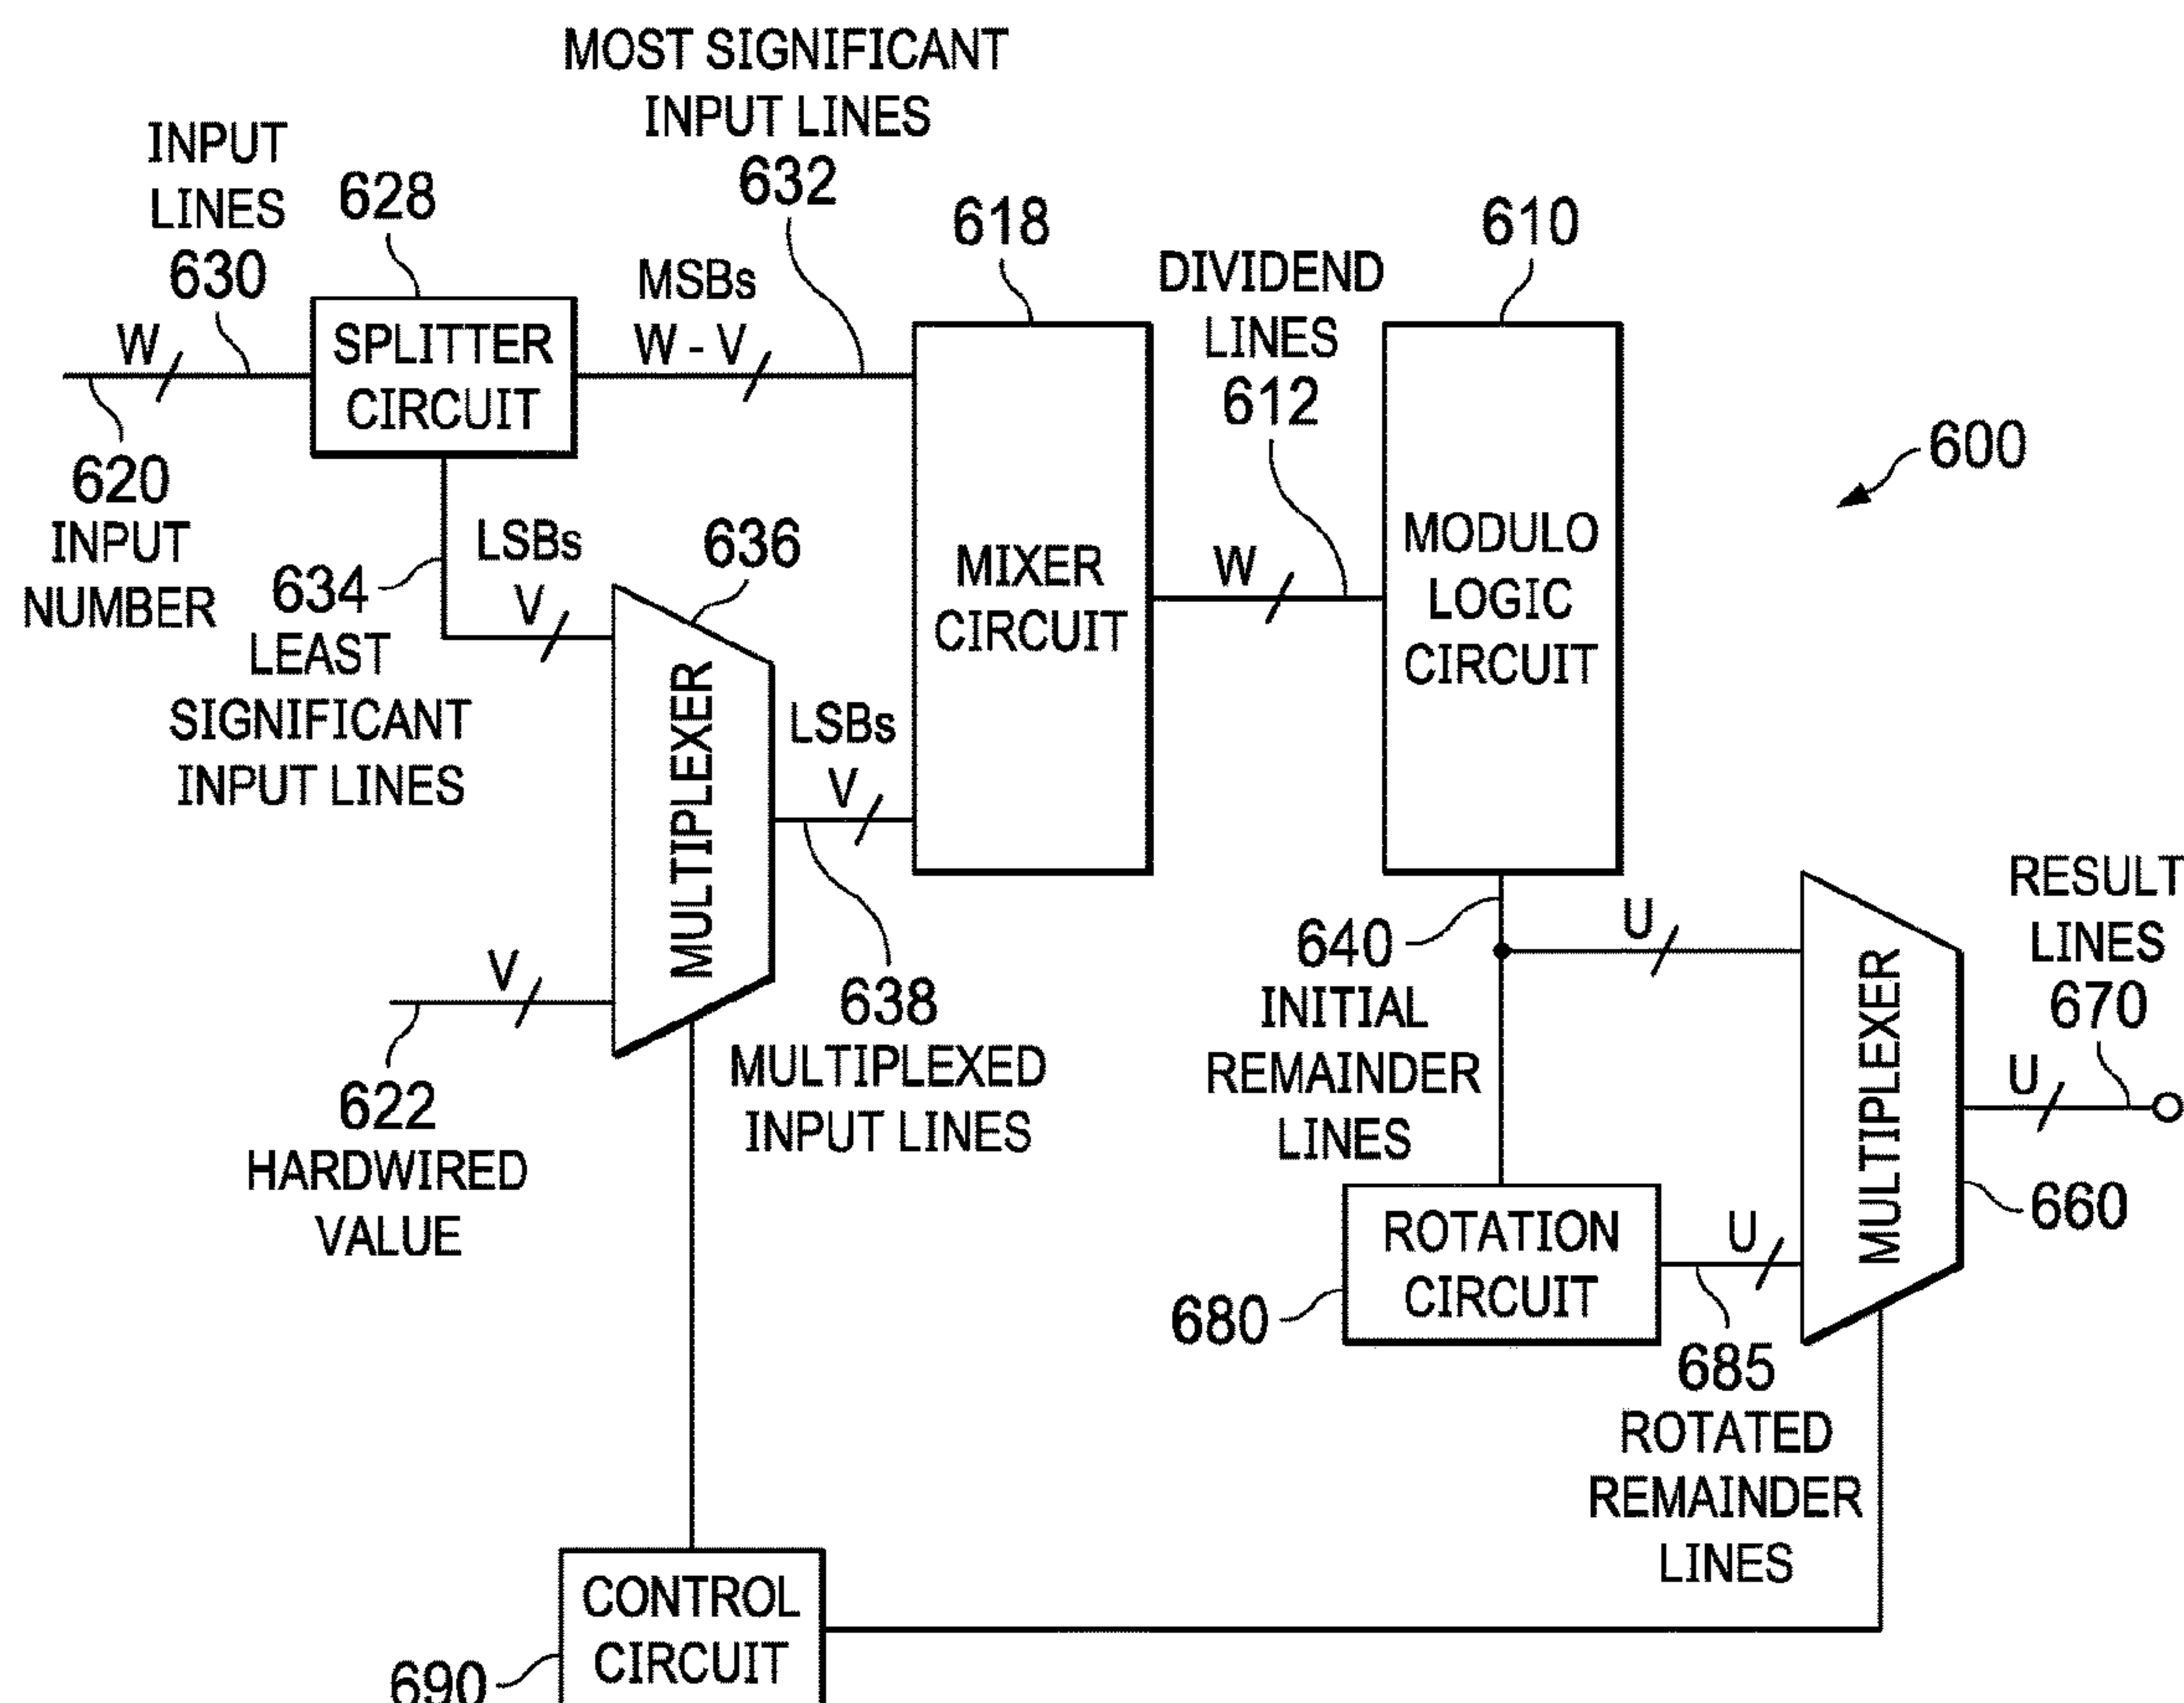 MOST SIGNIFICANT
INPUT LINES
632
INPUT
LINES
630
628
618
610
DIVIDEND
LINES
612
MSBs
W - V
W
SPLITTER
CIRCUIT
620
INPUT
NUMBER
600
LSBs
V
634
LEAST
SIGNIFICANT
INPUT LINES
636
MULTIPLEXER
MIXER
CIRCUIT
W
MODULO
LOGIC
CIRCUIT
LSBs
V
638
MULTIPLEXED
INPUT LINES
V
622
HARDWIRED
VALUE
640
INITIAL
REMAINDER
LINES
U
MULTIPLEXER
RESULT
LINES
670
U
660
ROTATION
CIRCUIT
680
U
685
ROTATED
REMAINDER
LINES
CONTROL
CIRCUIT
690